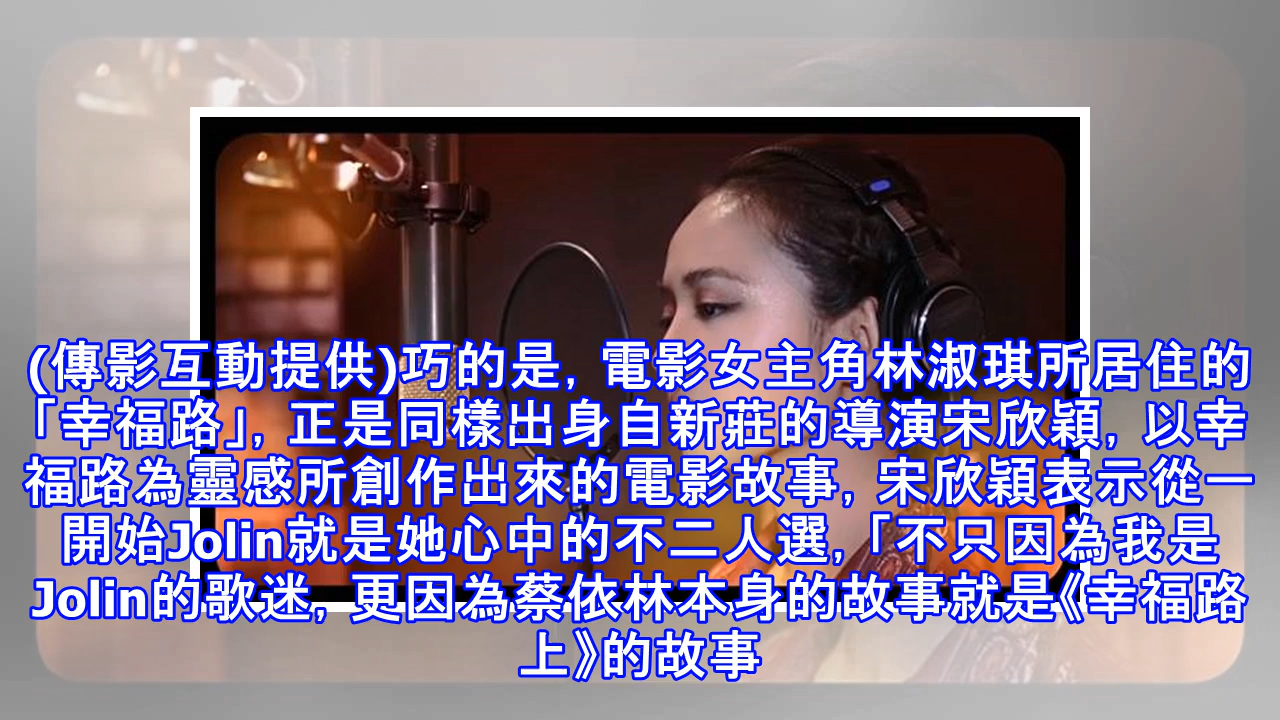 (傳影互動提供)巧的是, 電影女主角林淑琪所居住的
「幸福路」, 正是同樣出身自新莊的導演宋欣穎, 以幸
福路為靈感所創作出來的電影故事, 宋欣穎表示從一
開始Jolin就是她心中的不二人選, 「不只因為我是
Jolin的歌迷, 更因為蔡依林本身的故事就是《幸福路
上》的故事